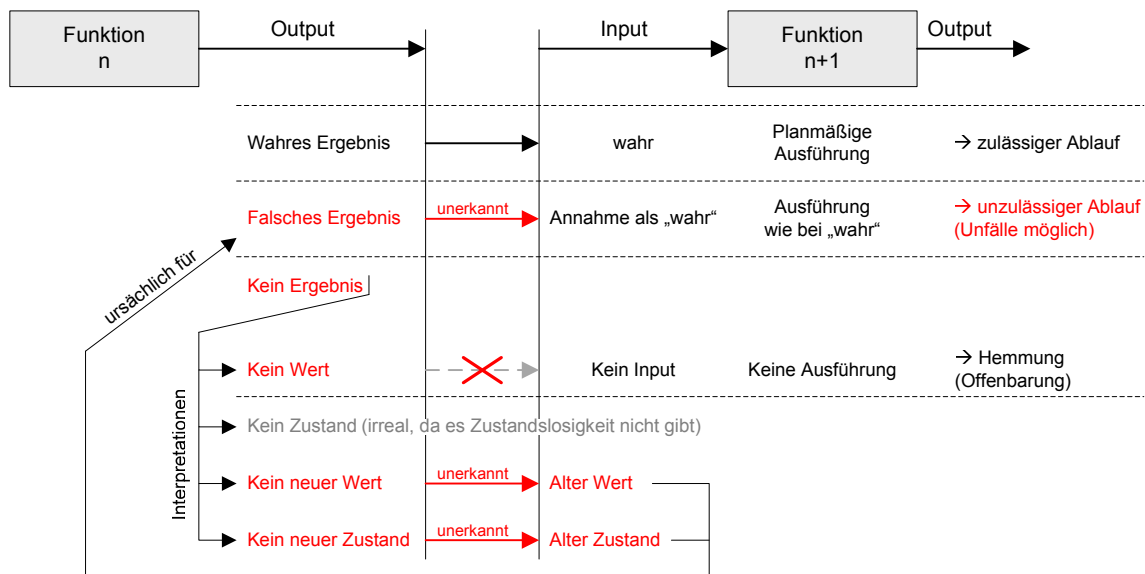 Funktion
n
Output
Input
Funktion
n+1
Output
Wahres Ergebnis
wahr
Planmäßige
Ausführung
→ zulässiger Ablauf
Falsches Ergebnis
unerkannt
Annahme als „wahr“
Ausführung
wie bei „wahr“
→ unzulässiger Ablauf
(Unfälle möglich)
ursächlich für
Kein Ergebnis
Kein Wert
Kein Input
Keine Ausführung
→ Hemmung
(Offenbarung)
Interpretationen
Kein Zustand (irreal, da es Zustandslosigkeit nicht gibt)
Kein neuer Wert
unerkannt
Alter Wert
Kein neuer Zustand
unerkannt
Alter Zustand